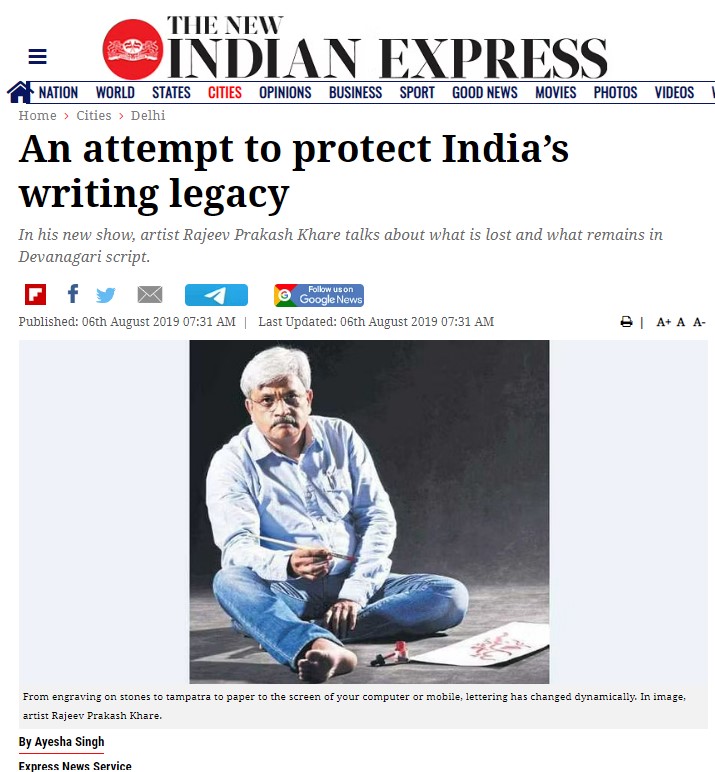 THE NEW
INDIAN EXPRESS
NATION WORLD STATES CITIES OPINIONS BUSINESS SPORT GOOD NEWS MOVIES PHOTOS VIDEOS
Home > Cities > Delhi
An attempt to protect India’s
writing legacy
In his new show, artist Rajeev Prakash Khare talks about what is lost and what remains in
Devanagari script.
Follow us on
Google News
Published: 06th August 2019 07:31 AM | Last Updated: 06th August 2019 07:31 AM | A+ A A-
From engraving on stones to tampatra to paper to the screen of your computer or mobile, lettering has changed dynamically. In image,
artist Rajeev Prakash Khare.
By Ayesha Singh
Express News Service